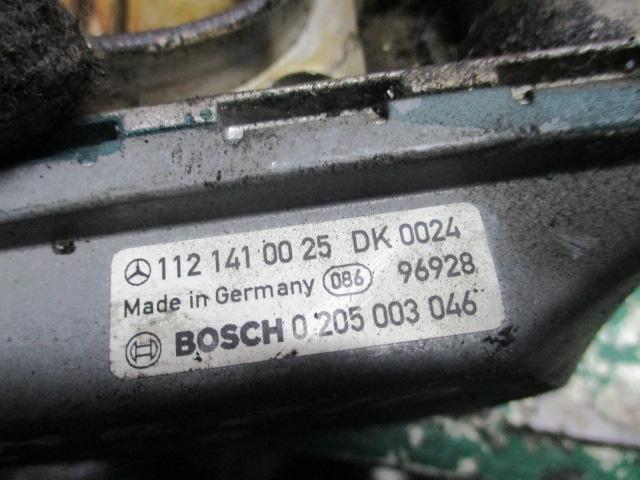 112 141 00 25 DK 0024
Made in Germany 086 96928
BOSCH 0 205 003 046